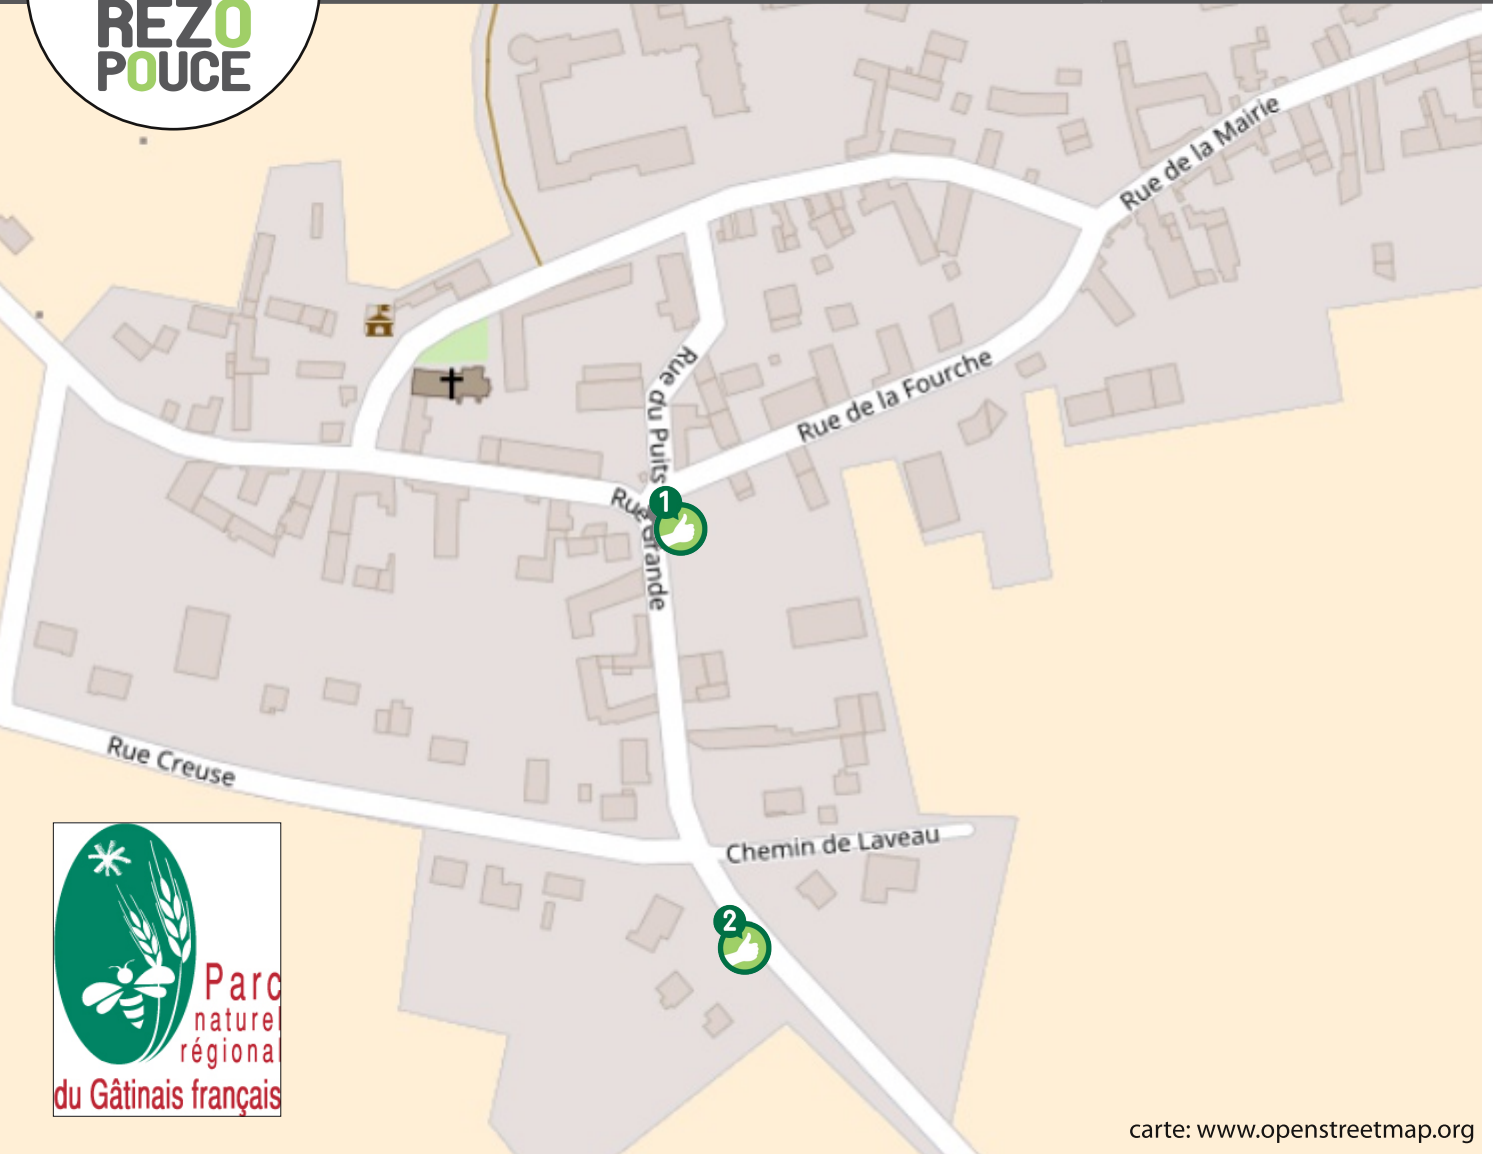 REZO
POUCE
Rue de la Mairie
Rue du Puits
Rue de la Fourche
1
Rue Grande
Rue Creuse
Chemin de Laveau
2
Parc
naturel
régional
du Gâtinais français
carte: www.openstreetmap.org